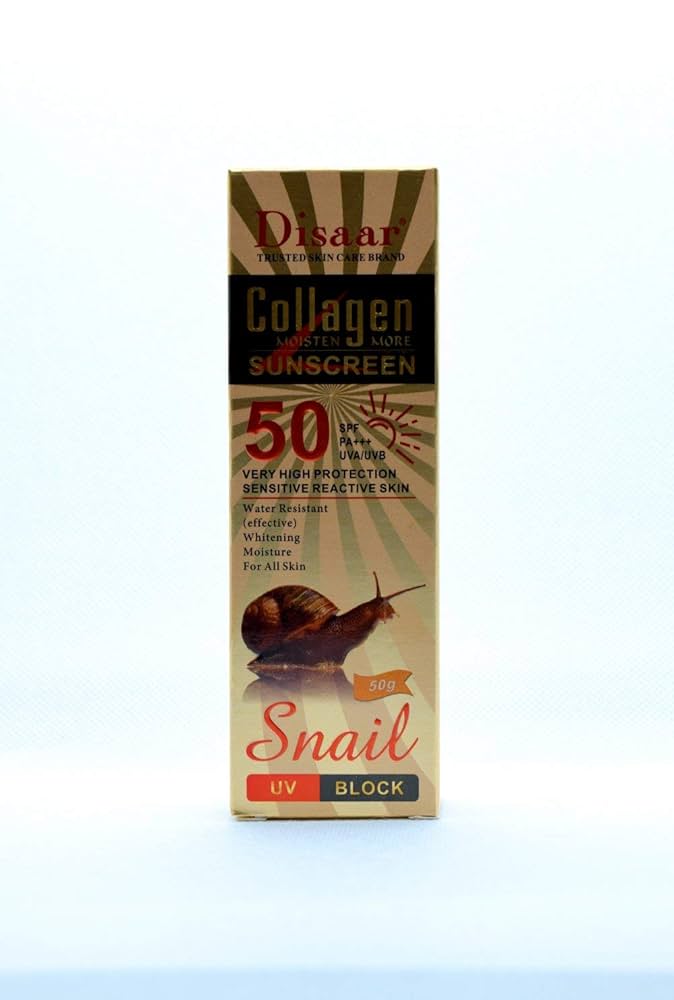 Disaar®
TRUSTED SKIN CARE BRAND
Collagen
MOISTEN MORE
SUNSCREEN
50
SPF
PA+++
UVA/UVB
VERY HIGH PROTECTION
SENSITIVE REACTIVE SKIN
Water Resistant
(effective)
Whitening
Moisture
For All Skin
50g
Snail
UV BLOCK